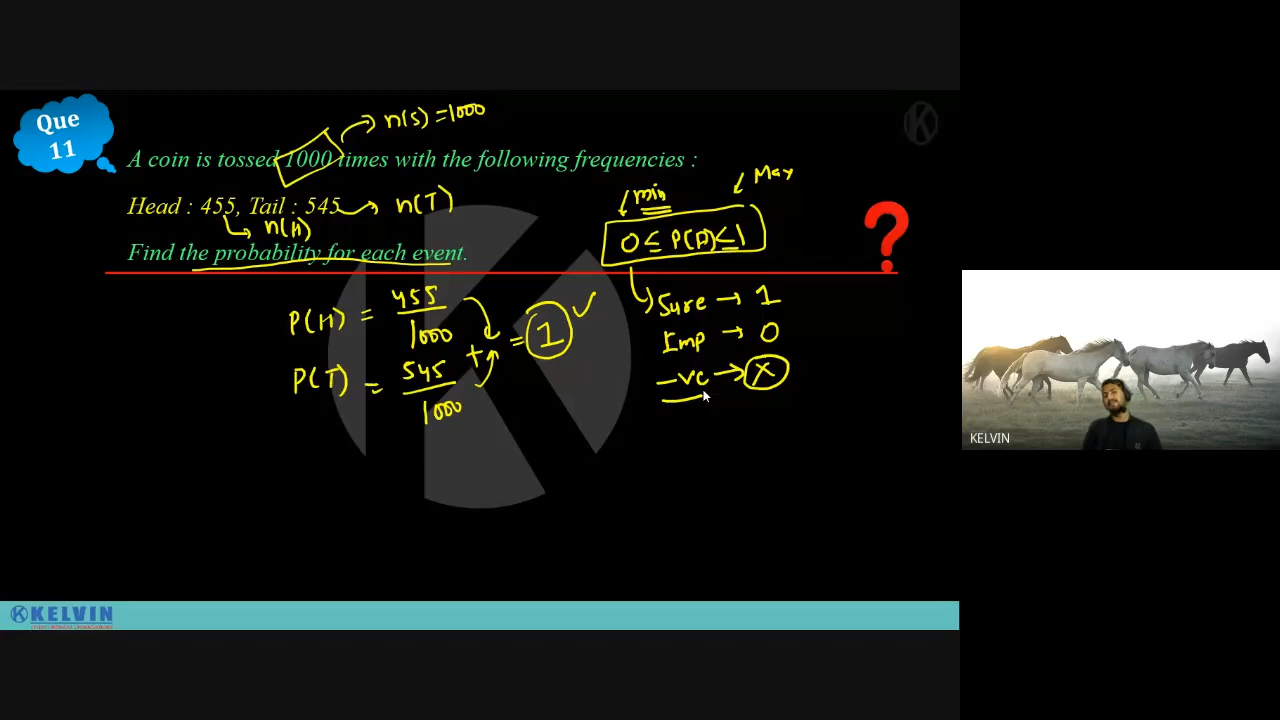 Que
11
n(S) = 1000
A coin is tossed 1000 times with the following frequencies :
Head : 455, Tail : 545
n(T)
n(H)
Find the probability for each event.
min
Max
0 ≤ P(A) ≤ 1
Sure → 1
Imp → 0
-ve → X
P(H) = 455/1000
P(T) = 545/1000
+ = 1 ✓
?
KELVIN
KELVIN